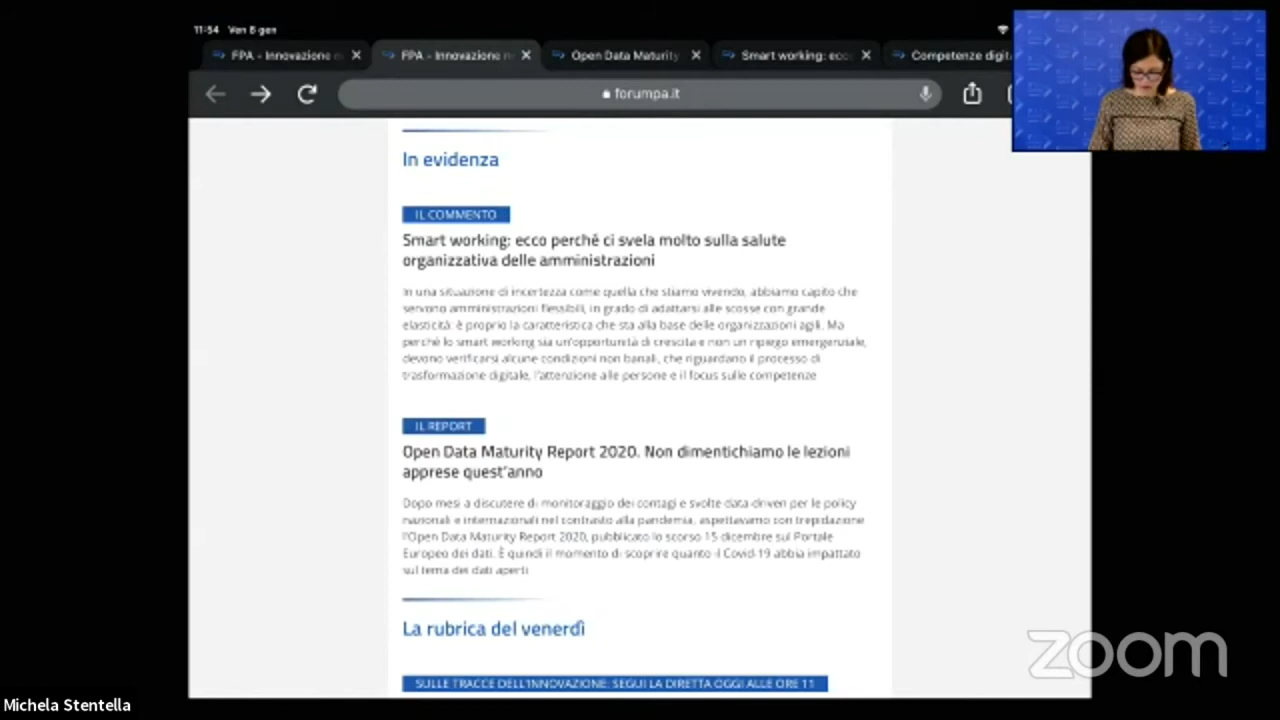 11:54 Ven 8 gen
FPA - Innovazione n
FPA - Innovazione n
Open Data Maturity
Smart working: ecc
Competenze digit
forumpa.it
In evidenza
IL COMMENTO
Smart working: ecco perché ci svela molto sulla salute
organizzativa delle amministrazioni
In una situazione di incertezza come quella che stiamo vivendo, abbiamo capito che
servono amministrazioni flessibili, in grado di adattarsi alle scosse con grande
elasticità: è proprio la caratteristica che sta alla base delle organizzazioni agili. Ma
perché lo smart working sia un'opportunità di crescita e non un ripiego emergenziale,
devono verificarsi alcune condizioni non banali, che riguardano il processo di
trasformazione digitale, l'attenzione alle persone e il focus sulle competenze
IL REPORT
Open Data Maturity Report 2020. Non dimentichiamo le lezioni
apprese quest'anno
Dopo mesi a discutere di monitoraggio dei contagi e svolte data-driven per le policy
nazionali e internazionali nel contrasto alla pandemia, aspettavamo con trepidazione
l'Open Data Maturity Report 2020, pubblicato lo scorso 15 dicembre sul Portale
Europeo dei dati. È quindi il momento di scoprire quanto il Covid-19 abbia impattato
sul tema dei dati aperti
La rubrica del venerdì
SULLE TRACCE DELL'INNOVAZIONE: SEGUI LA DIRETTA OGGI ALLE ORE 11
zoom
Michela Stentella